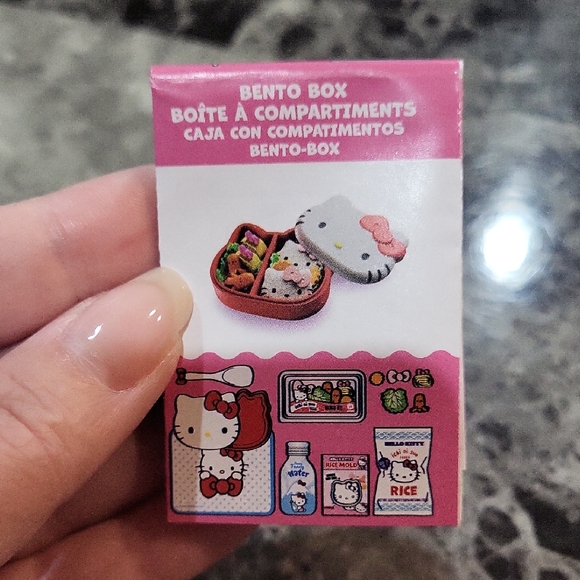 BENTO BOX
BOÎTE À COMPARTIMENTS
CAJA CON COMPATIMENTOS
BENTO-BOX
Water
RICE MOLD
HELLO KITTY
RICE